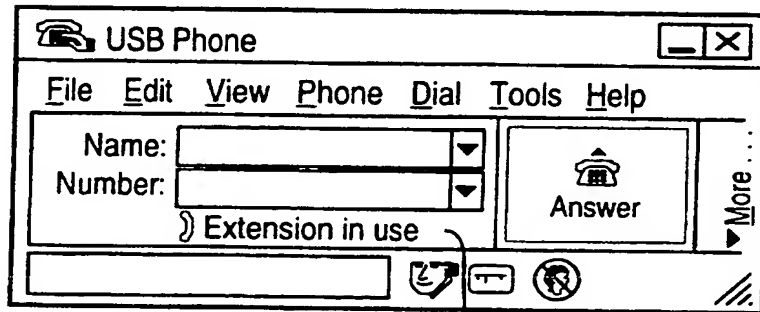 USB Phone
File Edit View Phone Dial Tools Help
Name:
Number:
Extension in use
Answer
More...